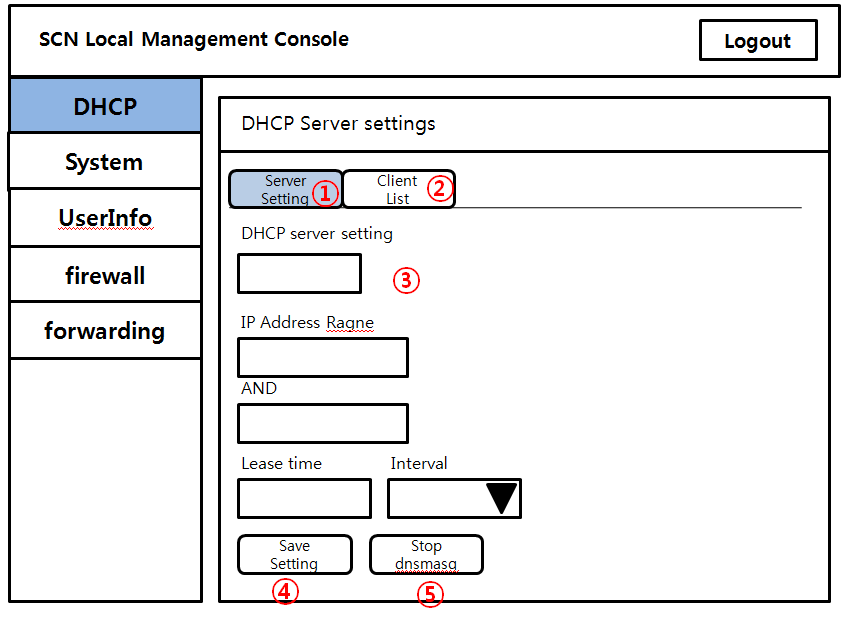 SCN Local Management Console
Logout
DHCP
System
UserInfo
firewall
forwarding
DHCP Server settings
Server
Setting ①
Client
List ②
DHCP server setting
③
IP Address Ragne
AND
Lease time
Interval
Save
Setting
Stop
dnsmasq
④
⑤